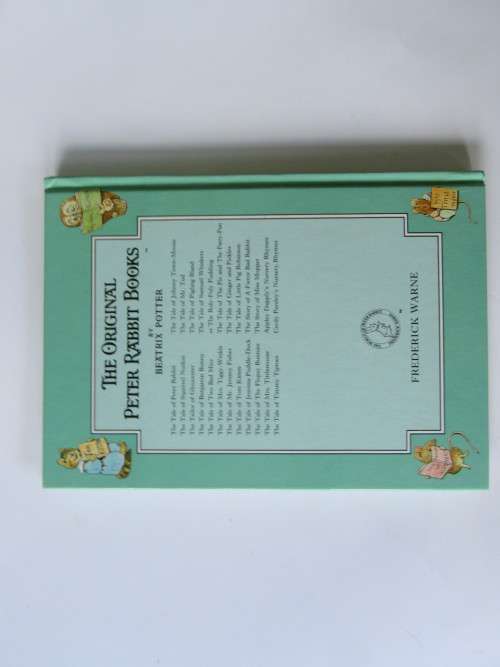 THE ORIGINAL
PETER RABBIT BOOKS
BY
BEATRIX POTTER
The Tale of Peter Rabbit
The Tale of Squirrel Nutkin
The Tailor of Gloucester
The Tale of Benjamin Bunny
The Tale of Two Bad Mice
The Tale of Mrs. Tiggy-Winkle
The Tale of Mr. Jeremy Fisher
The Tale of Tom Kitten
The Tale of Jemima Puddle-Duck
The Tale of The Flopsy Bunnies
The Tale of Mrs. Tittlemouse
The Tale of Timmy Tiptoes
The Tale of Johnny Town-Mouse
The Tale of Mr. Tod
The Tale of Pigling Bland
The Tale of Samuel Whiskers
or The Roly-Poly Pudding
The Tale of The Pie and The Patty-Pan
The Tale of Ginger and Pickles
The Tale of Little Pig Robinson
The Story of A Fierce Bad Rabbit
The Story of Miss Moppet
Appley Dapply's Nursery Rhymes
Cecily Parsley's Nursery Rhymes
FREDERICK WARNE